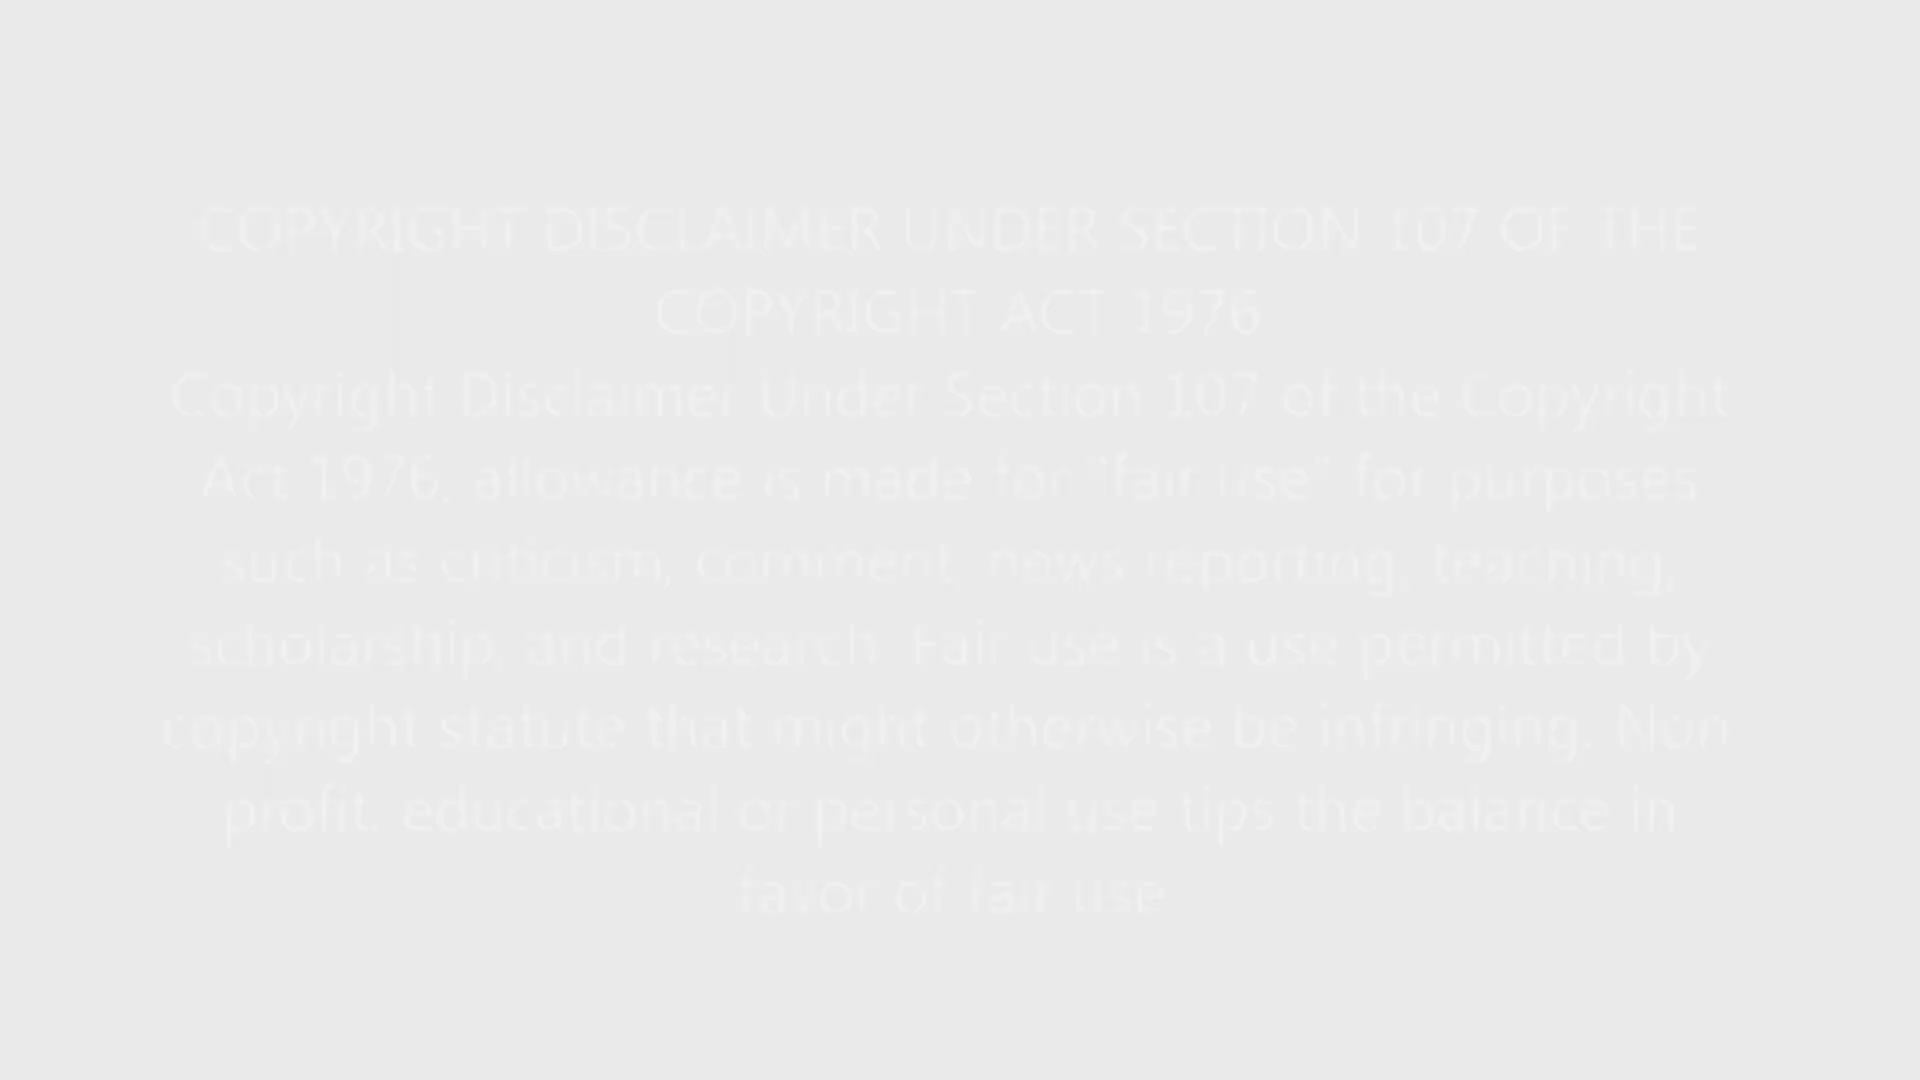 COPYRIGHT DISCLAIMER UNDER SECTION 107 OF THE
COPYRIGHT ACT 1976
Copyright Disclaimer Under Section 107 of the Copyright
Act 1976, allowance is made for "fair use" for purposes
such as criticism, comment, news reporting, teaching,
scholarship, and research. Fair use is a use permitted by
copyright statute that might otherwise be infringing. Non
profit, educational or personal use tips the balance in
favor of fair use